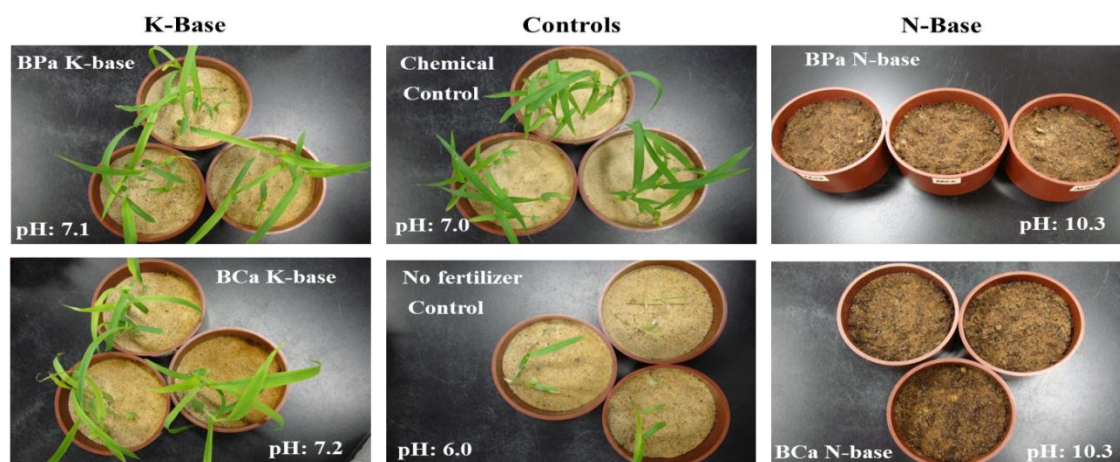 K-Base
Controls
N-Base
BPa K-base
pH: 7.1
Chemical
Control
pH: 7.0
BPa N-base
pH: 10.3
BCa K-base
pH: 7.2
No fertilizer
Control
pH: 6.0
BCa N-base
pH: 10.3